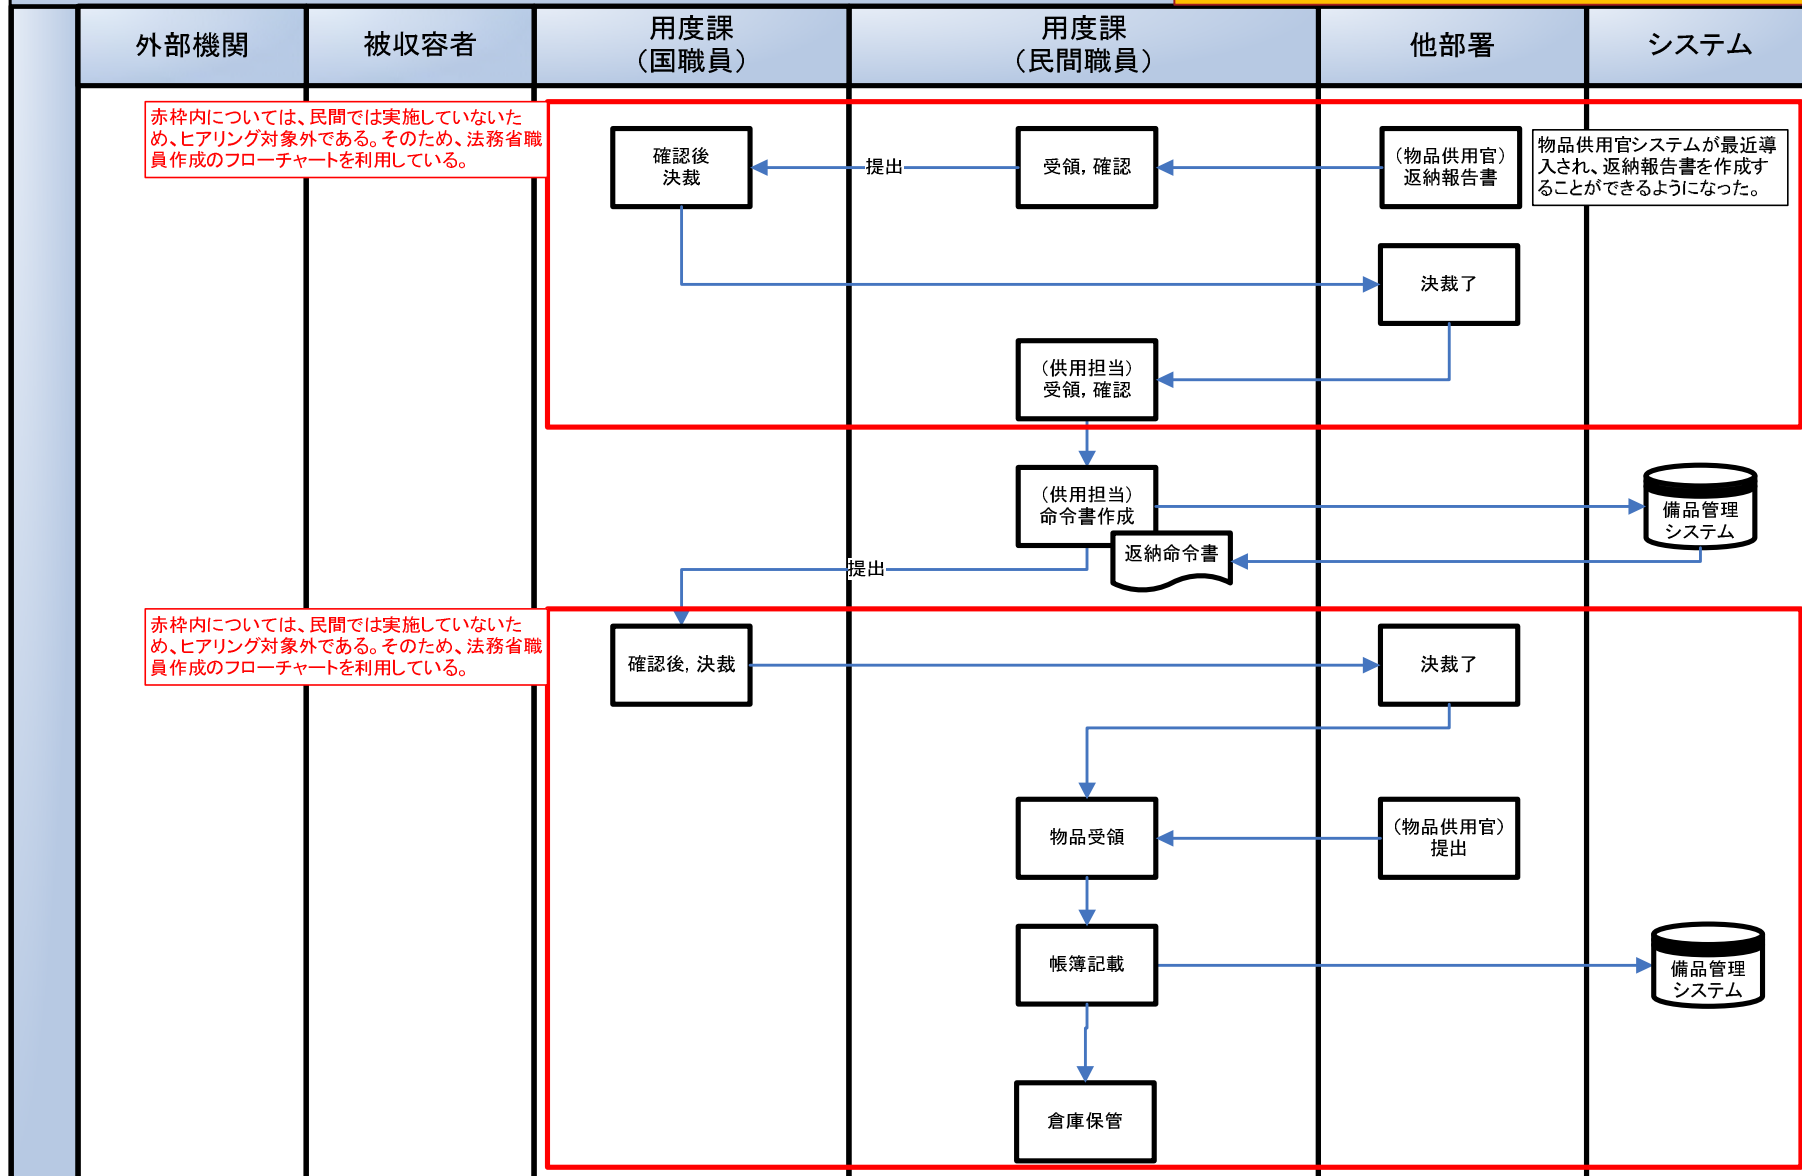 外部機関
被収容者
用度課
（国職員）
用度課
（民間職員）
他部署
システム
赤枠内については、民間では実施していないた
め、ヒアリング対象外である。そのため、法務省職
員作成のフローチャートを利用している。
確認後
決裁
提出
受領，確認
（物品供用官）
返納報告書
物品供用官システムが最近導
入され、返納報告書を作成す
ることができるようになった。
決裁了
（供用担当）
受領，確認
（供用担当）
命令書作成
返納命令書
備品管理
システム
提出
赤枠内については、民間では実施していないた
め、ヒアリング対象外である。そのため、法務省職
員作成のフローチャートを利用している。
確認後，決裁
決裁了
物品受領
（物品供用官）
提出
帳簿記載
備品管理
システム
倉庫保管